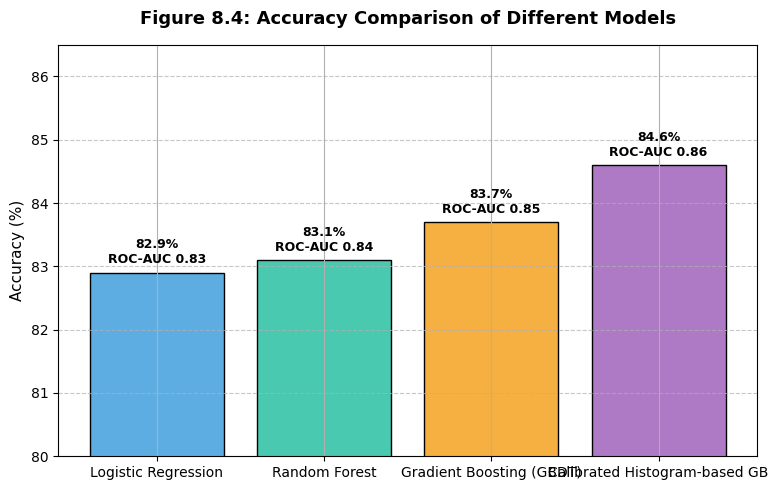 Figure 8.4: Accuracy Comparison of Different Models
Accuracy (%)
86
85
84
83
82
81
80
82.9%
ROC-AUC 0.83
83.1%
ROC-AUC 0.84
83.7%
ROC-AUC 0.85
84.6%
ROC-AUC 0.86
Logistic Regression
Random Forest
Gradient Boosting (GBDT)
Calibrated Histogram-based GB